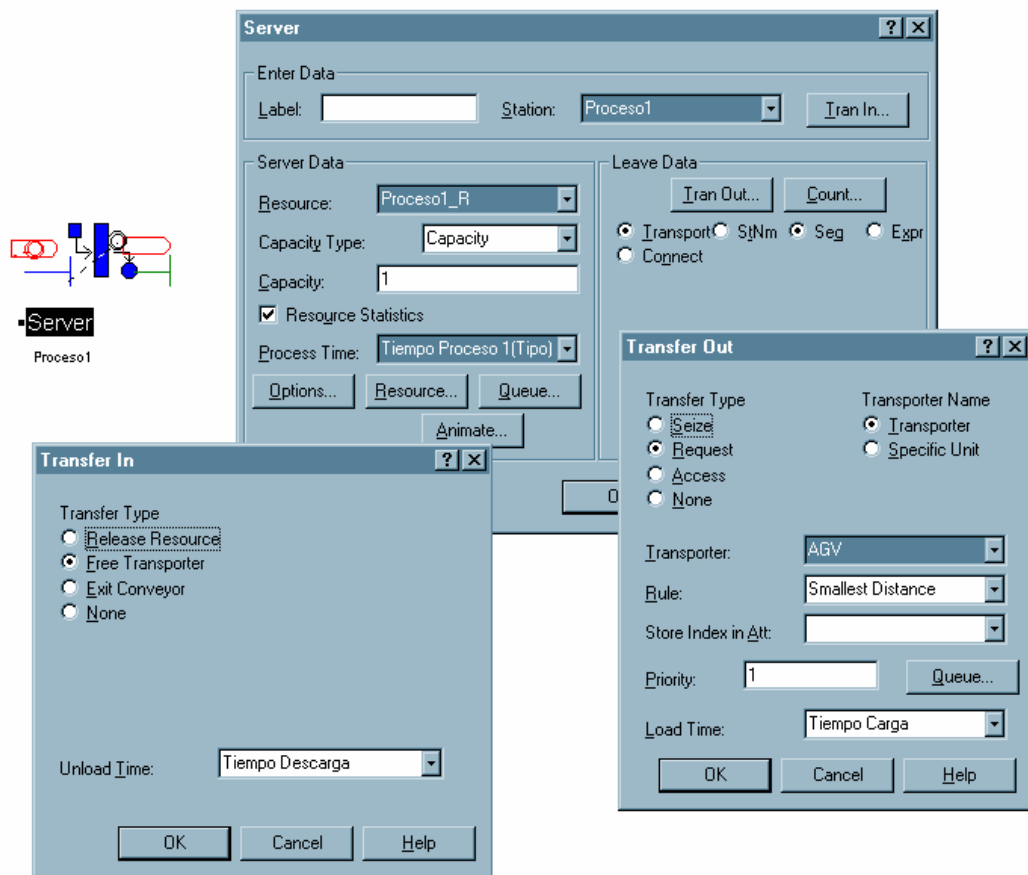 Server
Enter Data
Label:
Station:
Proceso1
Tran In...
Server Data
Resource:
Proceso1_R
Capacity Type:
Capacity
Capacity:
1
Resource Statistics
Process Time:
Tiempo Proceso 1(Tipo)
Options...
Resource...
Queue...
Animate...
Leave Data
Tran Out...
Count...
Transport
StNm
Seg
Expr
Connect
Server
Proceso1
Transfer In
Transfer Type
Release Resource
Free Transporter
Exit Conveyor
None
Unload Time:
Tiempo Descarga
OK
Cancel
Help
Transfer Out
Transfer Type
Seize
Request
Access
None
Transporter Name
Transporter
Specific Unit
Transporter:
AGV
Rule:
Smallest Distance
Store Index in Att:
Priority:
1
Queue...
Load Time:
Tiempo Carga
OK
Cancel
Help